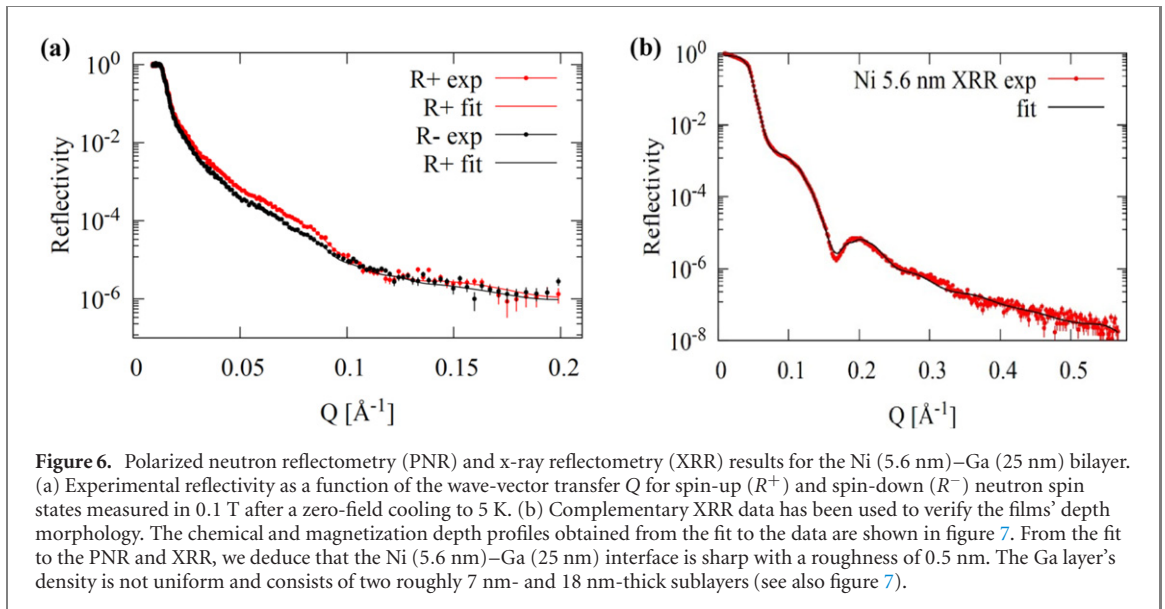 (a)
10⁰
10⁻²
10⁻⁴
10⁻⁶
Reflectivity
R+ exp
R+ fit
R- exp
R+ fit
0 0.05 0.1 0.15 0.2
Q [Å⁻¹]
(b)
10⁰
10⁻²
10⁻⁴
10⁻⁶
10⁻⁸
Reflectivity
Ni 5.6 nm XRR exp
fit
0 0.1 0.2 0.3 0.4 0.5
Q [Å⁻¹]
Figure 6. Polarized neutron reflectometry (PNR) and x-ray reflectometry (XRR) results for the Ni (5.6 nm)–Ga (25 nm) bilayer.
(a) Experimental reflectivity as a function of the wave-vector transfer Q for spin-up (R⁺) and spin-down (R⁻) neutron spin
states measured in 0.1 T after a zero-field cooling to 5 K. (b) Complementary XRR data has been used to verify the films' depth
morphology. The chemical and magnetization depth profiles obtained from the fit to the data are shown in figure 7. From the fit
to the PNR and XRR, we deduce that the Ni (5.6 nm)–Ga (25 nm) interface is sharp with a roughness of 0.5 nm. The Ga layer's
density is not uniform and consists of two roughly 7 nm- and 18 nm-thick sublayers (see also figure 7).